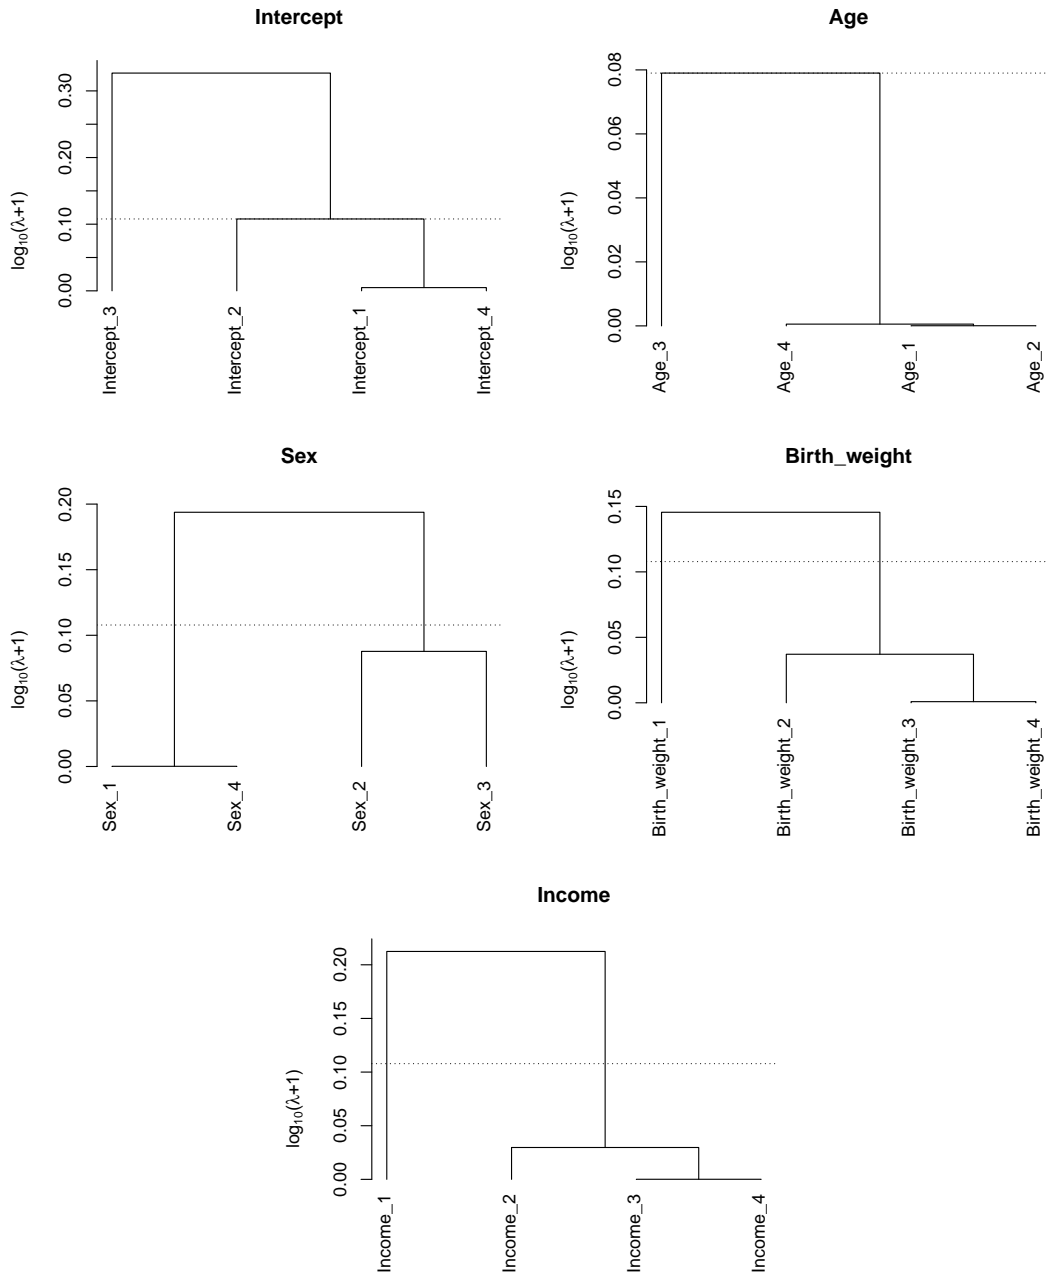 Intercept
log₁₀(λ+1)
0.00
0.10
0.20
0.30
Intercept_3
Intercept_2
Intercept_1
Intercept_4
Age
log₁₀(λ+1)
0.00
0.02
0.04
0.06
0.08
Age_3
Age_4
Age_1
Age_2
Sex
log₁₀(λ+1)
0.00
0.05
0.10
0.15
0.20
Sex_1
Sex_4
Sex_2
Sex_3
Birth_weight
log₁₀(λ+1)
0.00
0.05
0.10
0.15
Birth_weight_1
Birth_weight_2
Birth_weight_3
Birth_weight_4
Income
log₁₀(λ+1)
0.00
0.05
0.10
0.15
0.20
Income_1
Income_2
Income_3
Income_4